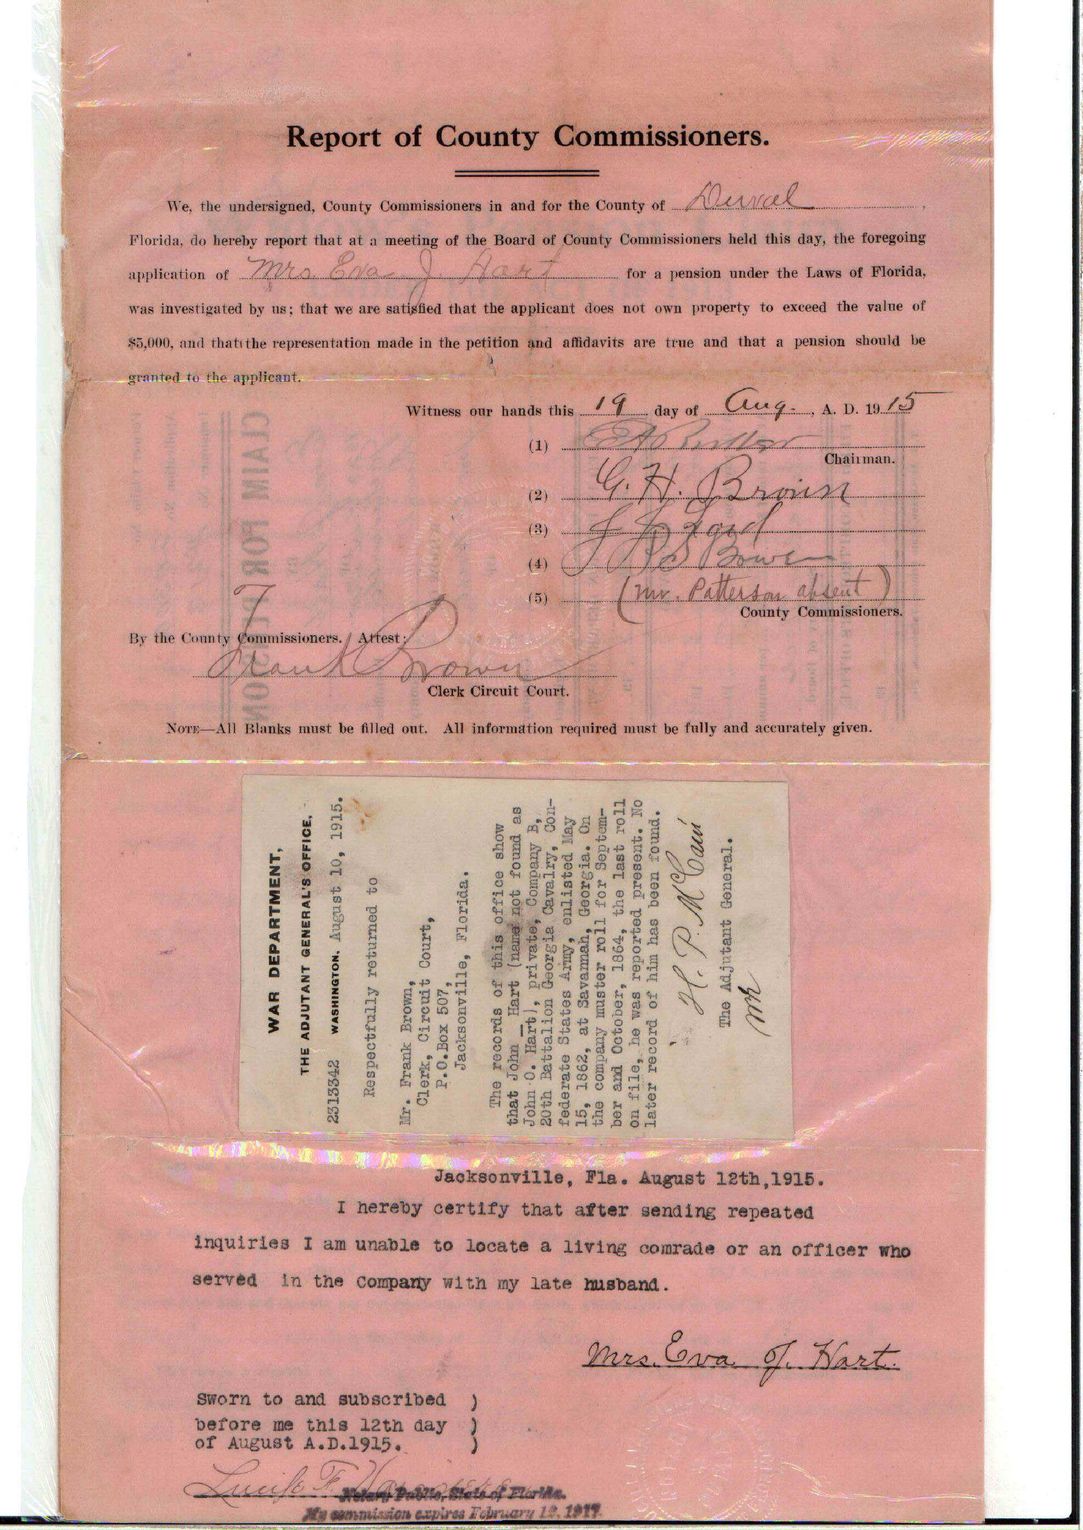 Report of County Commissioners.
We, the undersigned, County Commissioners in and for the County of Duval,
Florida, do hereby report that at a meeting of the Board of County Commissioners held this day, the foregoing
application of Mrs. Eva J. Hart for a pension under the Laws of Florida,
was investigated by us; that we are satisfied that the applicant does not own property to exceed the value of
$5,000, and that the representation made in the petition and affidavits are true and that a pension should be
granted to the applicant.
Witness our hands this 19 day of Aug., A. D. 1915
(1)
Chairman.
(2) G. H. Brown
(3)
(4)
(5) (Mr. Patterson absent)
County Commissioners.
By the County Commissioners. Attest:
Frank Brown
Clerk Circuit Court.
NOTE—All Blanks must be filled out. All information required must be fully and accurately given.
WAR DEPARTMENT,
THE ADJUTANT GENERAL'S OFFICE,
2313342 WASHINGTON, August 10, 1915.
Respectfully returned to
Mr. Frank Brown,
Clerk, Circuit Court,
P.O.Box 507,
Jacksonville, Florida.
The records of this office show
that John — Hart (name not found as
John O. Hart), private, Company B,
20th Battalion Georgia Cavalry, Con-
federate States Army, enlisted May
15, 1862, at Savannah, Georgia. On
the company muster roll for Septem-
ber and October, 1864, the last roll
on file, he was reported present. No
later record of him has been found.
H. P. McCain
The Adjutant General.
Jacksonville, Fla. August 12th,1915.
I hereby certify that after sending repeated
inquiries I am unable to locate a living comrade or an officer who
served in the Company with my late husband.
Mrs. Eva J. Hart.
Sworn to and subscribed )
before me this 12th day )
of August A.D.1915. )
Notary Public, State of Florida.
My commission expires February 12, 1917